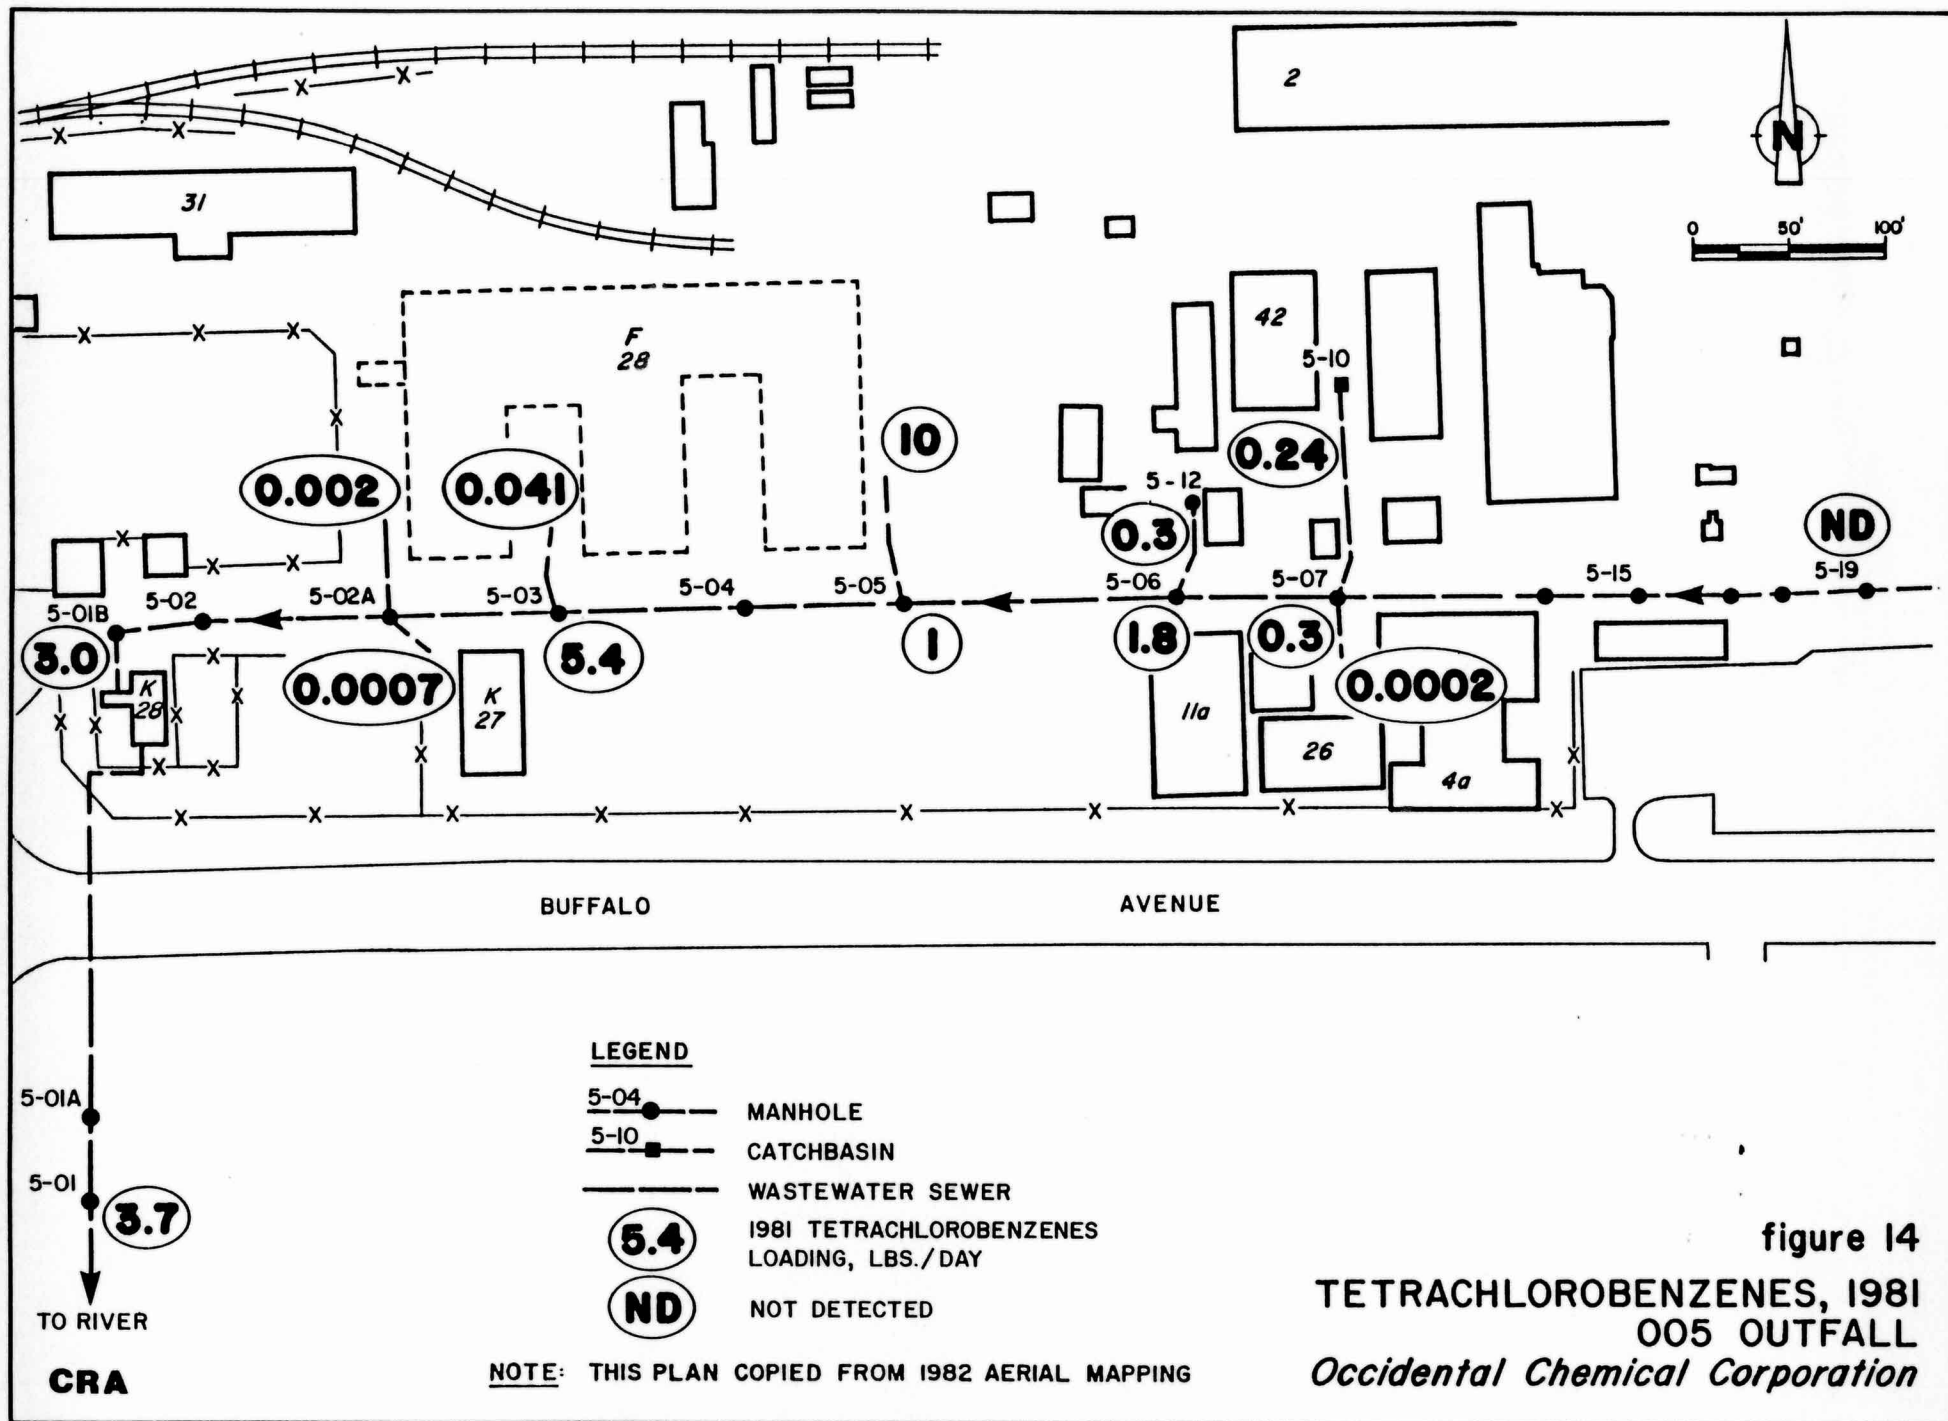 2
N
0 50' 100'
31
F
28
42
5-10
10
0.24
0.002
0.041
5-12
0.3
ND
5-01B
5-02
5-02A
5-03
5-04
5-05
5-06
5-07
5-15
5-19
3.0
0.0007
5.4
1
1.8
0.3
0.0002
K
28
K
27
11a
26
4a
BUFFALO AVENUE
5-01A
5-01
3.7
TO RIVER
CRA
LEGEND
5-04 MANHOLE
5-10 CATCHBASIN
WASTEWATER SEWER
5.4 1981 TETRACHLOROBENZENES
LOADING, LBS./DAY
ND NOT DETECTED
NOTE: THIS PLAN COPIED FROM 1982 AERIAL MAPPING
figure 14
TETRACHLOROBENZENES, 1981
005 OUTFALL
Occidental Chemical Corporation